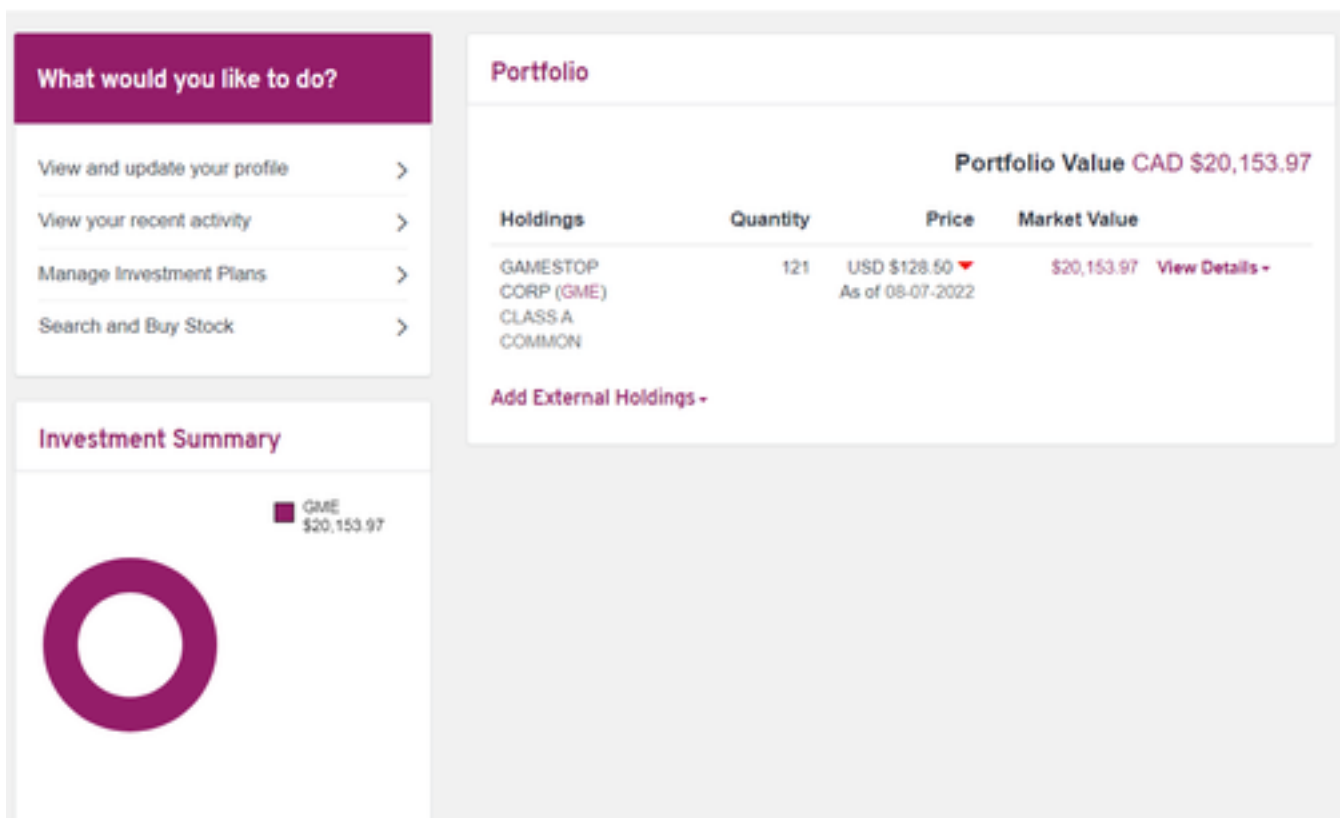 What would you like to do?
View and update your profile
View your recent activity
Manage Investment Plans
Search and Buy Stock
Investment Summary
GME
$20,153.97
Portfolio
Portfolio Value CAD $20,153.97
Holdings Quantity Price Market Value
GAMESTOP 121 USD $128.50 $20,153.97 View Details
CORP (GME) As of 08-07-2022
CLASS A
COMMON
Add External Holdings